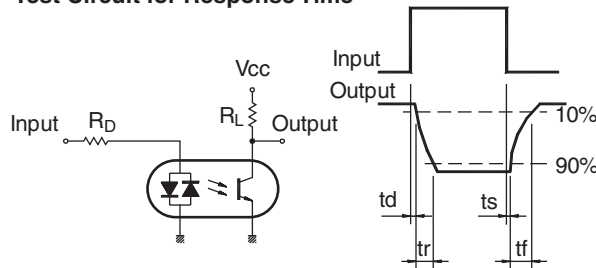 Test Circuit for Response Time
Input
Output
10%
90%
td
ts
tr
tf
Vcc
RL
Output
Input
RD